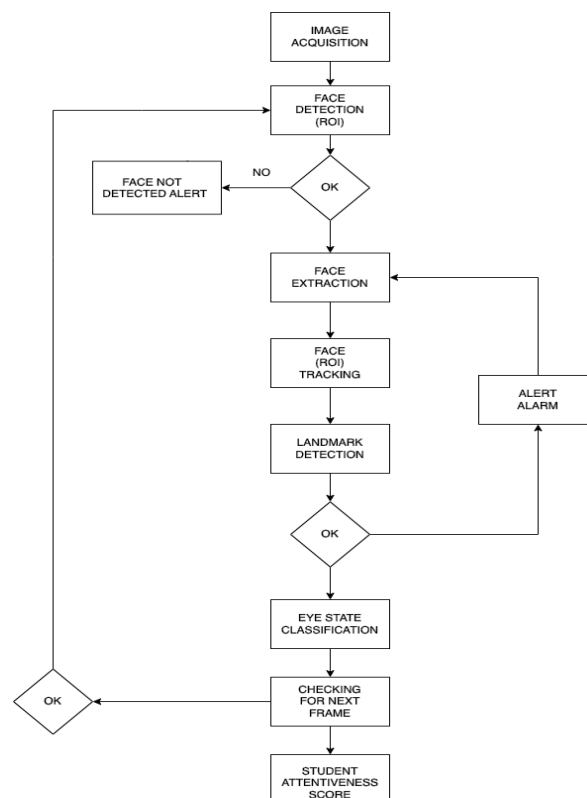 IMAGE
ACQUISITION
FACE
DETECTION
(ROI)
NO
OK
FACE NOT
DETECTED ALERT
FACE
EXTRACTION
FACE
(ROI)
TRACKING
ALERT
ALARM
LANDMARK
DETECTION
OK
EYE STATE
CLASSIFICATION
CHECKING
FOR NEXT
FRAME
OK
STUDENT
ATTENTIVENESS
SCORE